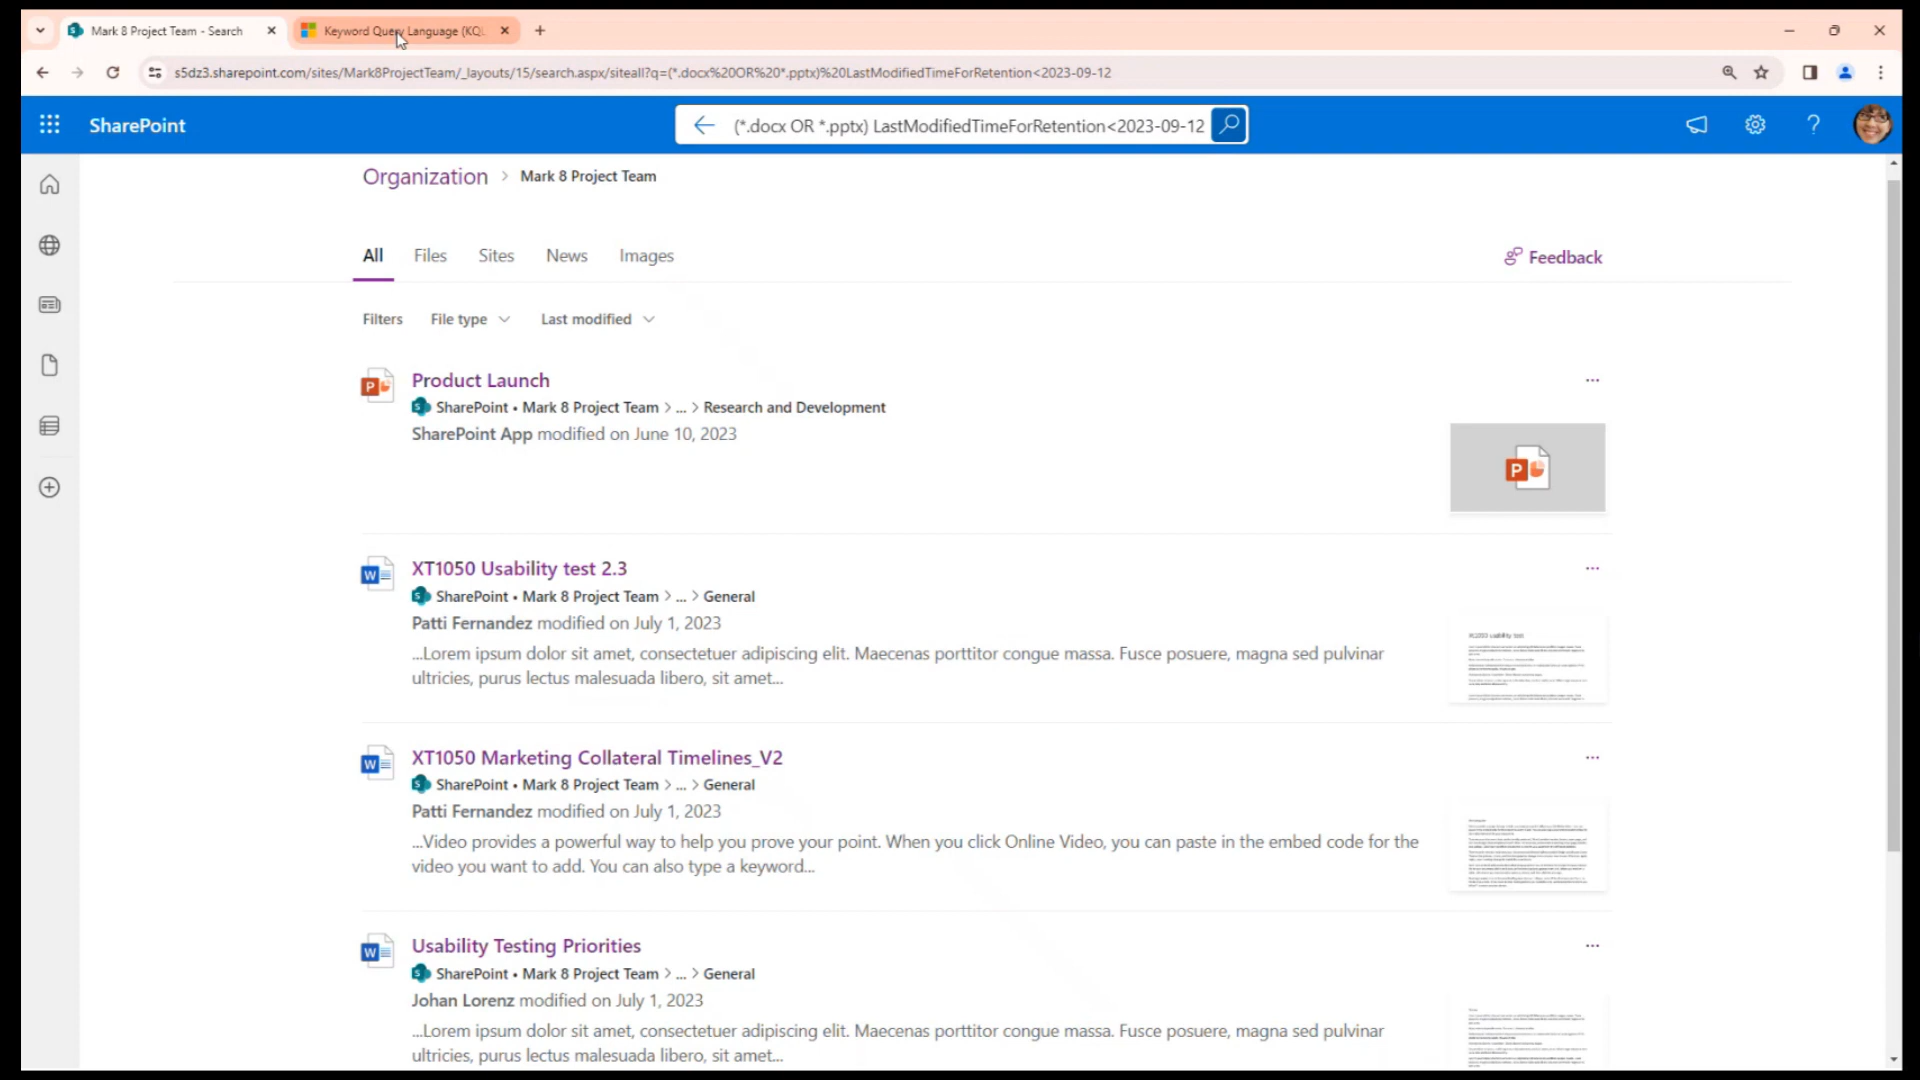 Mark 8 Project Team - Search
Keyword Query Language (KQL
s5dz3.sharepoint.com/sites/Mark8ProjectTeam/_layouts/15/search.aspx/siteall?q=(*.docx%20OR%20*.pptx)%20LastModifiedTimeForRetention<2023-09-12
SharePoint
(*.docx OR *.pptx) LastModifiedTimeForRetention<2023-09-12
Organization > Mark 8 Project Team
All Files Sites News Images
Feedback
Filters File type Last modified
Product Launch
SharePoint • Mark 8 Project Team > ... > Research and Development
SharePoint App modified on June 10, 2023
XT1050 Usability test 2.3
SharePoint • Mark 8 Project Team > ... > General
Patti Fernandez modified on July 1, 2023
...Lorem ipsum dolor sit amet, consectetuer adipiscing elit. Maecenas porttitor congue massa. Fusce posuere, magna sed pulvinar
ultricies, purus lectus malesuada libero, sit amet...
XT1050 usability test
XT1050 Marketing Collateral Timelines_V2
SharePoint • Mark 8 Project Team > ... > General
Patti Fernandez modified on July 1, 2023
...Video provides a powerful way to help you prove your point. When you click Online Video, you can paste in the embed code for the
video you want to add. You can also type a keyword...
Usability Testing Priorities
SharePoint • Mark 8 Project Team > ... > General
Johan Lorenz modified on July 1, 2023
...Lorem ipsum dolor sit amet, consectetuer adipiscing elit. Maecenas porttitor congue massa. Fusce posuere, magna sed pulvinar
ultricies, purus lectus malesuada libero, sit amet...